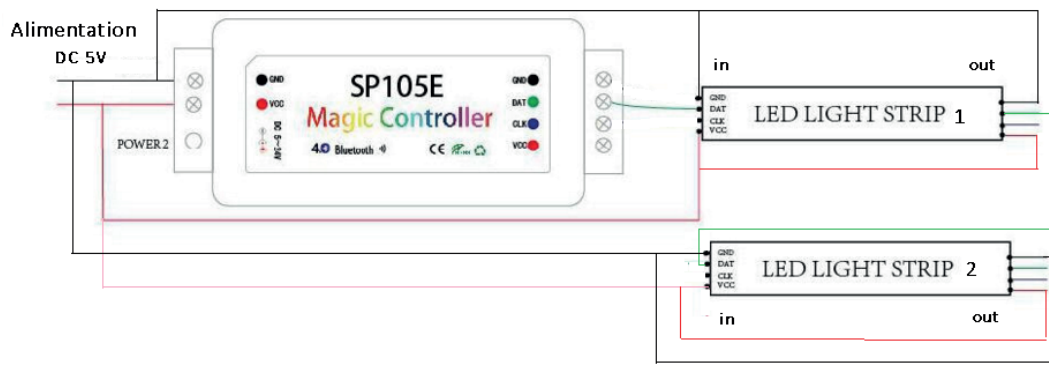 Alimentation
DC 5V
POWER2
GND
VCC
DC 5~24V
SP105E
Magic Controller
4.0 Bluetooth
CE
GND
DAT
CLK
VCC
in
out
GND
DAT
CLK
VCC
LED LIGHT STRIP 1
GND
DAT
CLK
VCC
LED LIGHT STRIP 2
in
out